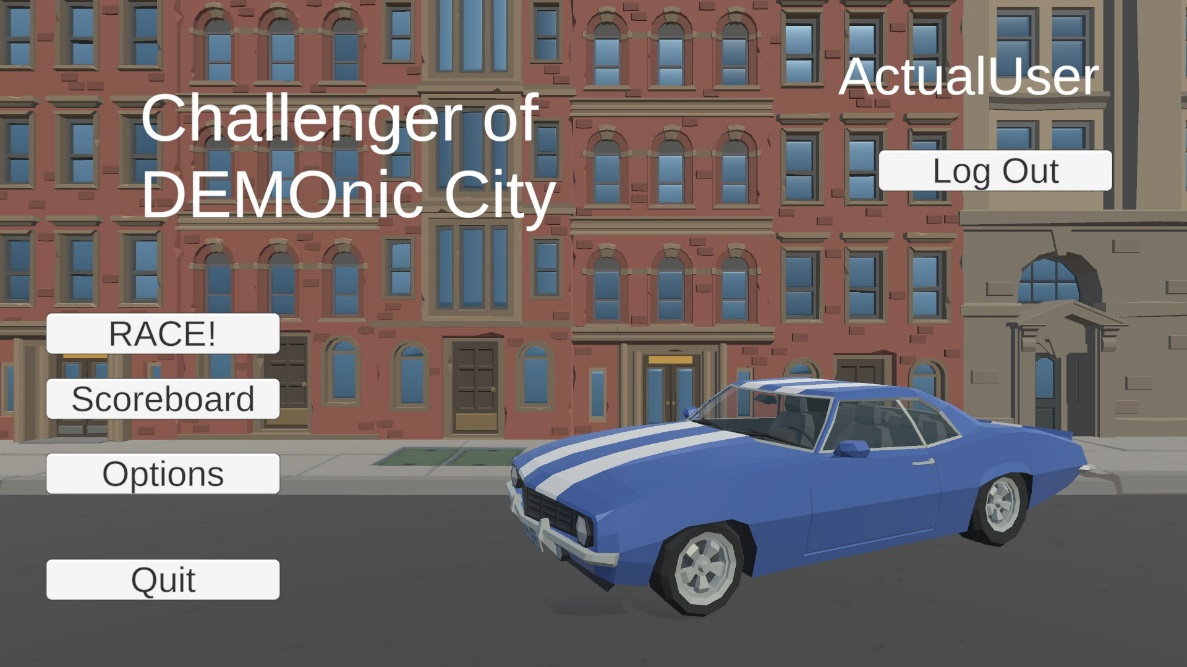 Challenger of
DEMOnic City
ActualUser
Log Out
RACE!
Scoreboard
Options
Quit